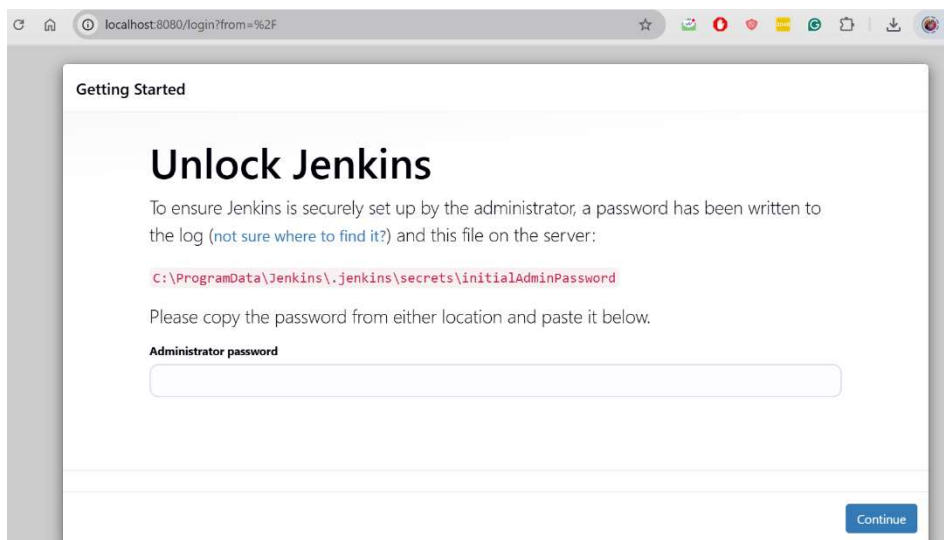 localhost:8080/login?from=%2F
Getting Started
Unlock Jenkins
To ensure Jenkins is securely set up by the administrator, a password has been written to
the log (not sure where to find it?) and this file on the server:
C:\ProgramData\Jenkins\.jenkins\secrets\initialAdminPassword
Please copy the password from either location and paste it below.
Administrator password
Continue